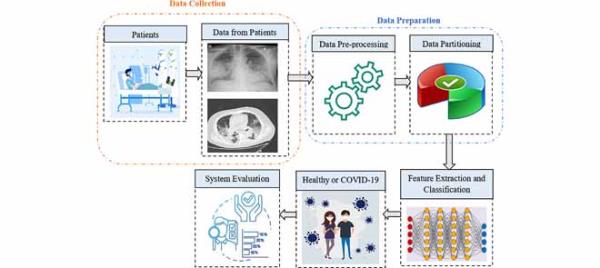 Data Collection
Data Preparation
Patients
Data from Patients
Data Pre-processing
Data Partitioning
System Evaluation
Healthy or COVID-19
Feature Extraction and
Classification